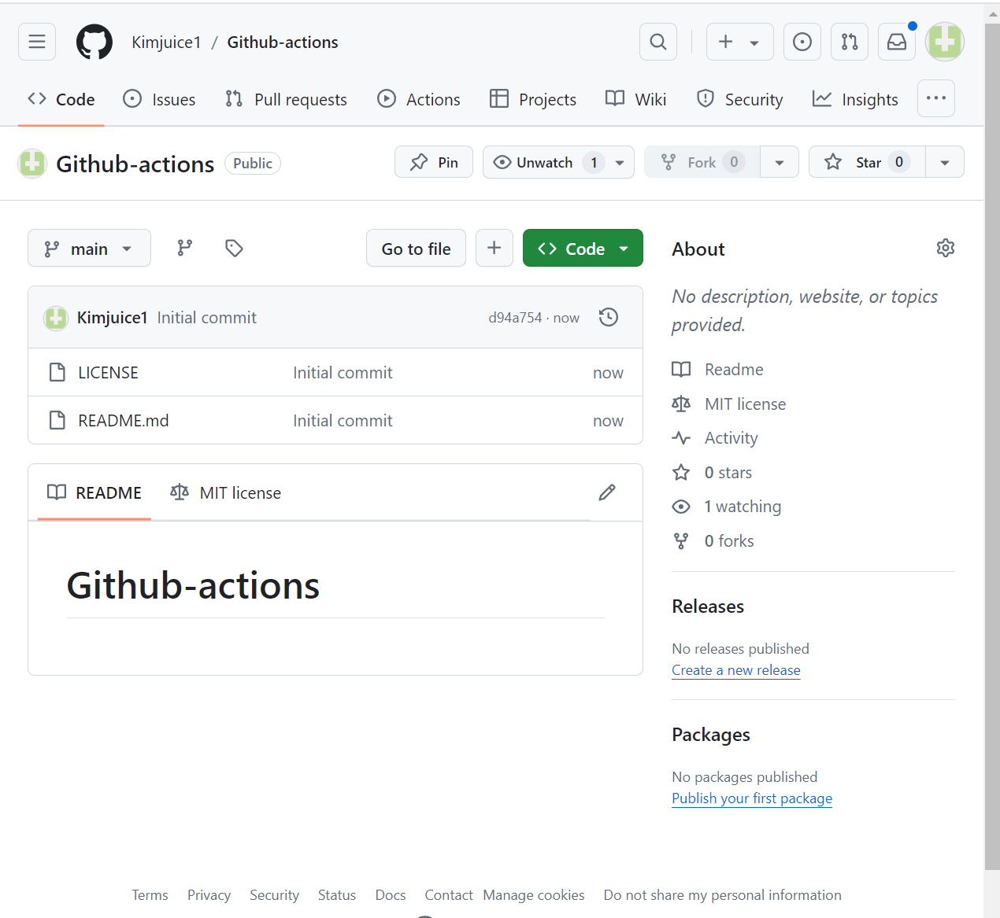 Kimjuice1 / Github-actions
Code Issues Pull requests Actions Projects Wiki Security Insights
Github-actions Public Pin Unwatch 1 Fork 0 Star 0
main Go to file Code
Kimjuice1 Initial commit d94a754 · now
LICENSE Initial commit now
README.md Initial commit now
README MIT license
Github-actions
About
No description, website, or topics
provided.
Readme
MIT license
Activity
0 stars
1 watching
0 forks
Releases
No releases published
Create a new release
Packages
No packages published
Publish your first package
Terms Privacy Security Status Docs Contact Manage cookies Do not share my personal information